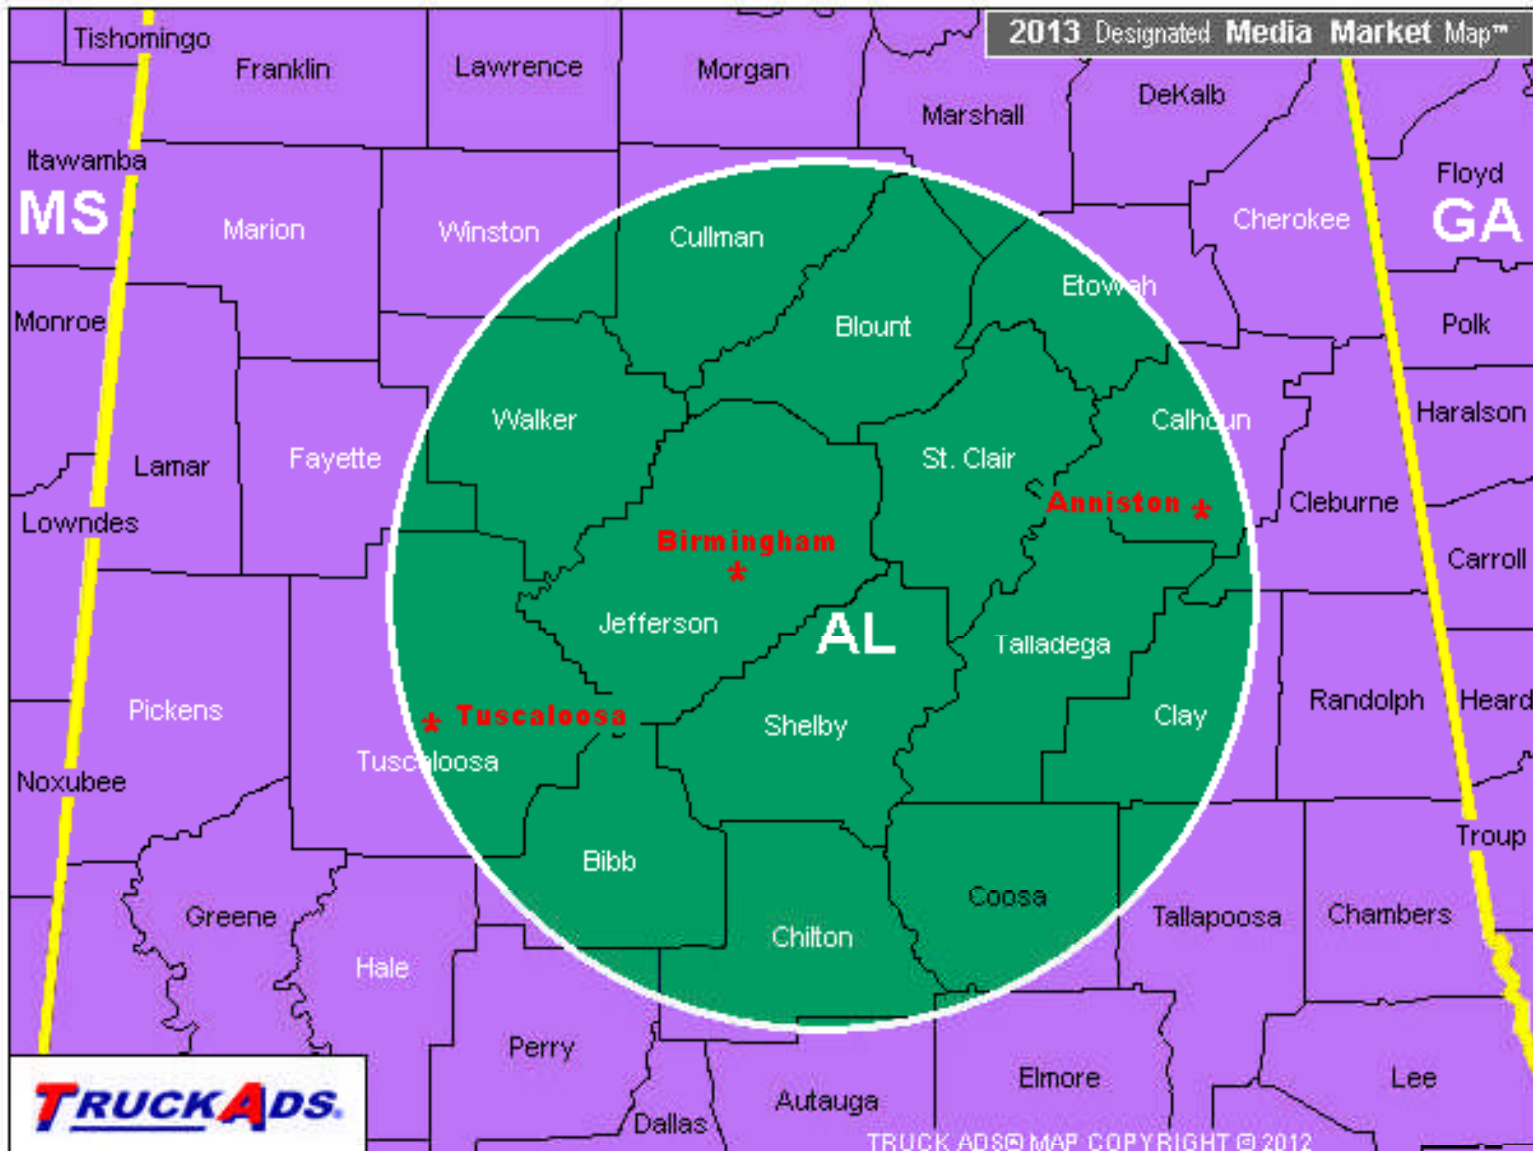 2013 Designated Media Market Map™
Tishomingo
Franklin
Lawrence
Morgan
Marshall
DeKalb
Itawamba
MS
Marion
Winston
Cullman
Etowah
Cherokee
Floyd
GA
Monroe
Blount
Polk
Walker
Calhoun
Haralson
Lamar
Fayette
St. Clair
Anniston *
Cleburne
Lowndes
Birmingham
*
Carroll
Jefferson
AL
Talladega
Pickens
* Tuscaloosa
Tuscaloosa
Shelby
Clay
Randolph
Heard
Noxubee
Troup
Bibb
Greene
Coosa
Tallapoosa
Chambers
Hale
Chilton
Perry
Elmore
Lee
TRUCKADS.
Dallas
Autauga
TRUCK ADS® MAP COPYRIGHT © 2012